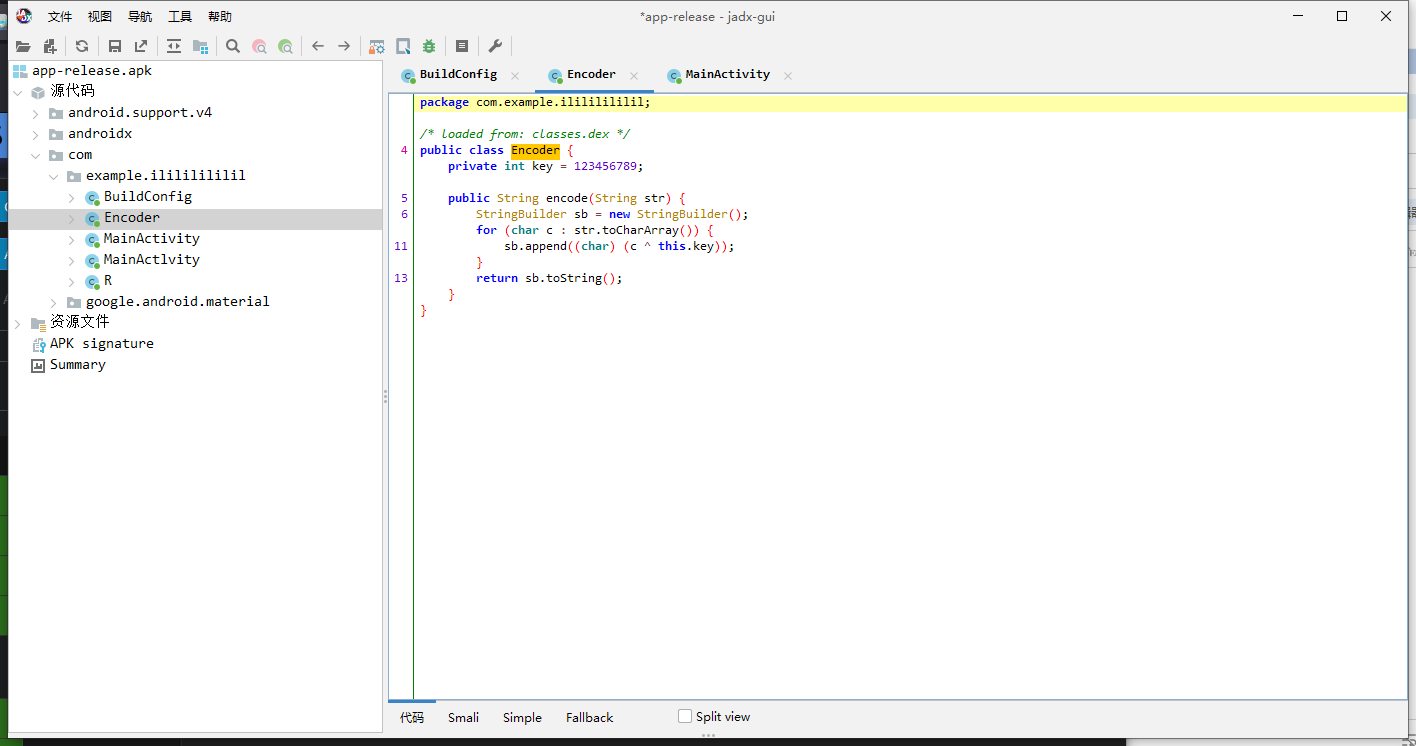 文件 视图 导航 工具 帮助
*app-release - jadx-gui
app-release.apk
源代码
android.support.v4
androidx
com
example.ilililililil
BuildConfig
Encoder
MainActivity
MainActlvity
R
google.android.material
资源文件
APK signature
Summary
BuildConfig Encoder MainActivity
package com.example.ilililililil;
/* loaded from: classes.dex */
4 public class Encoder {
private int key = 123456789;
5 public String encode(String str) {
6 StringBuilder sb = new StringBuilder();
for (char c : str.toCharArray()) {
11 sb.append((char) (c ^ this.key));
}
13 return sb.toString();
}
}
代码 Smali Simple Fallback Split view